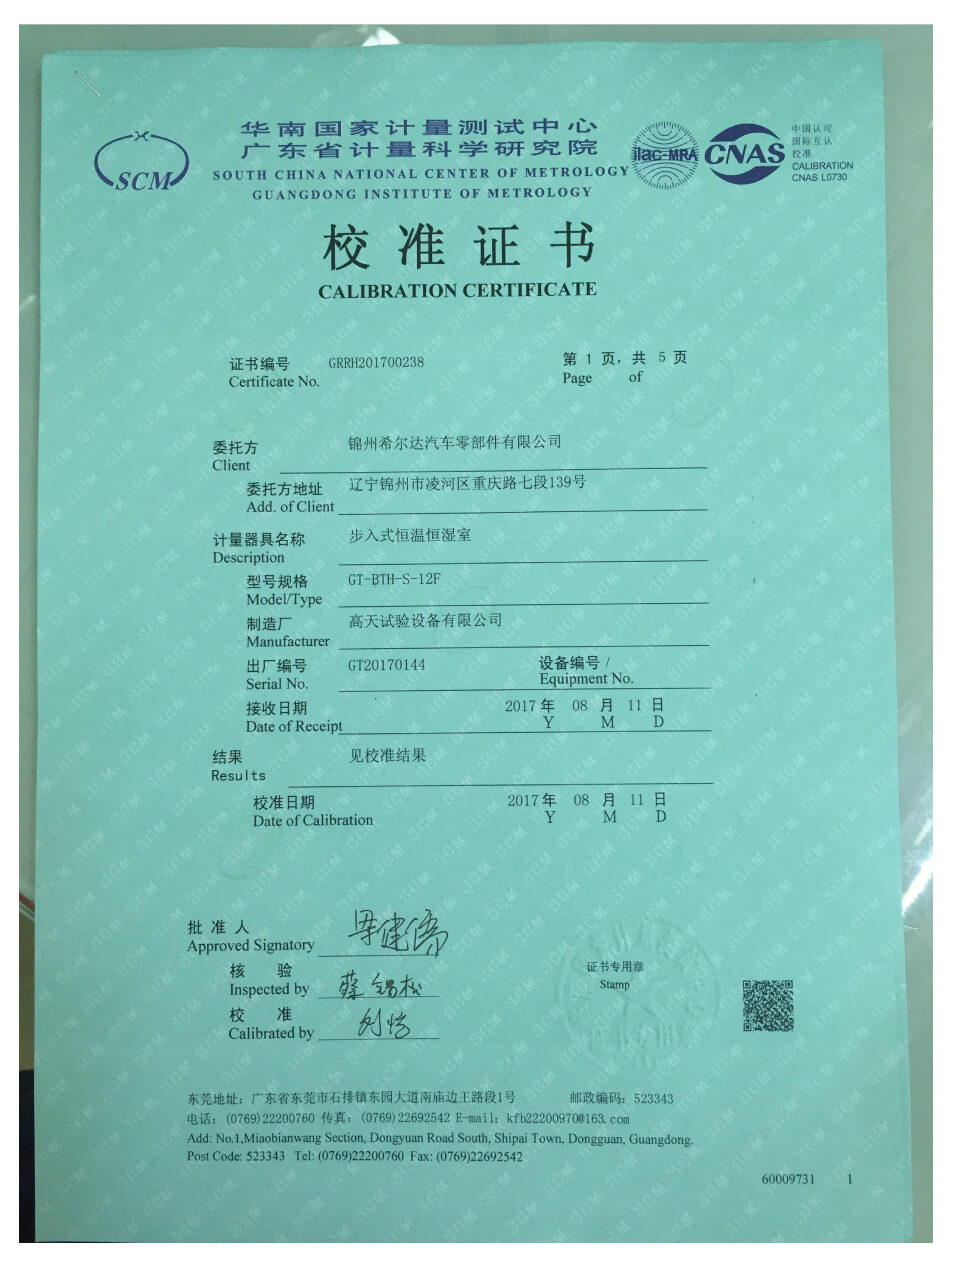 SCM
华南国家计量测试中心
广东省计量科学研究院
SOUTH CHINA NATIONAL CENTER OF METROLOGY
GUANGDONG INSTITUTE OF METROLOGY
ilac-MRA
CNAS
中国认可
国际互认
校准
CALIBRATION
CNAS L0730
校准证书
CALIBRATION CERTIFICATE
证书编号 GRRH201700238 第 1 页，共 5 页
Certificate No. Page of
委托方 锦州希尔达汽车零部件有限公司
Client
委托方地址 辽宁锦州市凌河区重庆路七段139号
Add. of Client
计量器具名称 步入式恒温恒湿室
Description
型号规格 GT-BTH-S-12F
Model/Type
制造厂 高天试验设备有限公司
Manufacturer
出厂编号 GT20170144 设备编号 /
Serial No. Equipment No.
接收日期 2017 年 08 月 11 日
Date of Receipt Y M D
结果 见校准结果
Results
校准日期 2017 年 08 月 11 日
Date of Calibration Y M D
批准人
Approved Signatory
核验 蔡锡松
Inspected by
校准
Calibrated by
证书专用章
Stamp
东莞地址：广东省东莞市石排镇东园大道南庙边王路段1号 邮政编码：523343
电话：(0769)22200760 传真：(0769)22692542 E-mail：kfb22200970@163.com
Add: No.1,Miaobianwang Section, Dongyuan Road South, Shipai Town, Dongguan, Guangdong.
Post Code: 523343 Tel: (0769)22200760 Fax: (0769)22692542
60009731 1